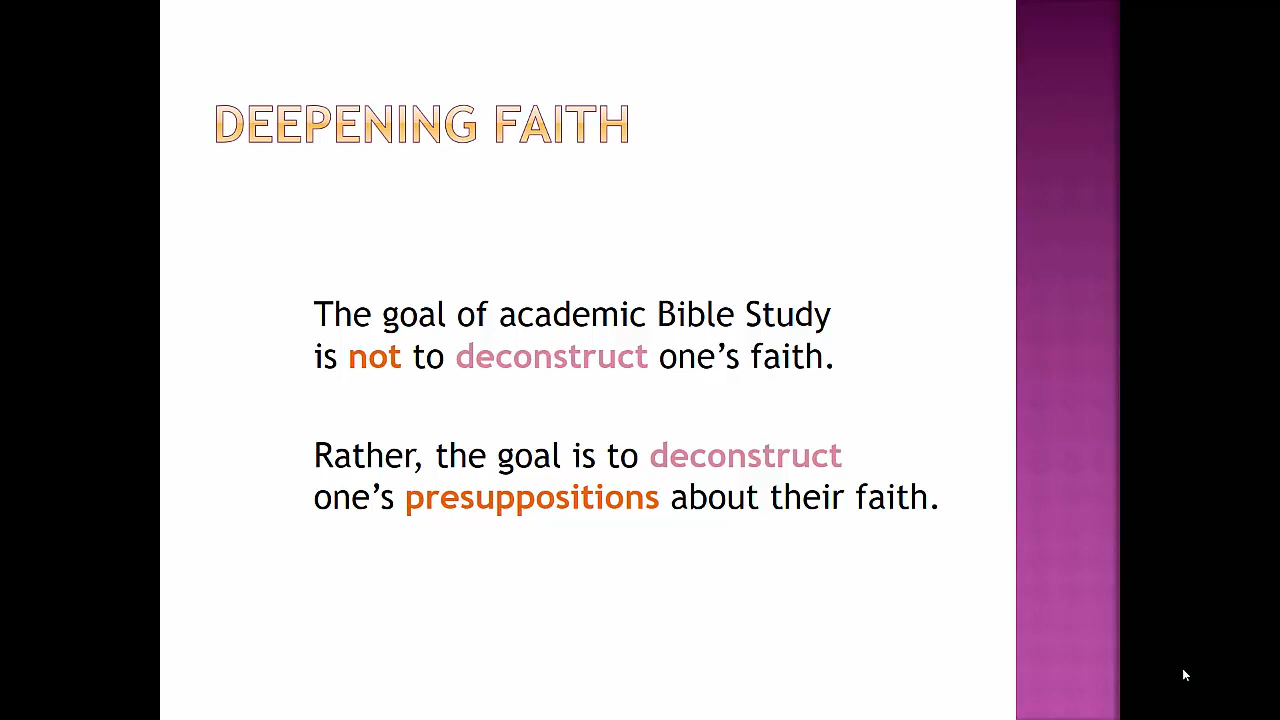 DEEPENING FAITH
The goal of academic Bible Study
is not to deconstruct one’s faith.
Rather, the goal is to deconstruct
one’s presuppositions about their faith.